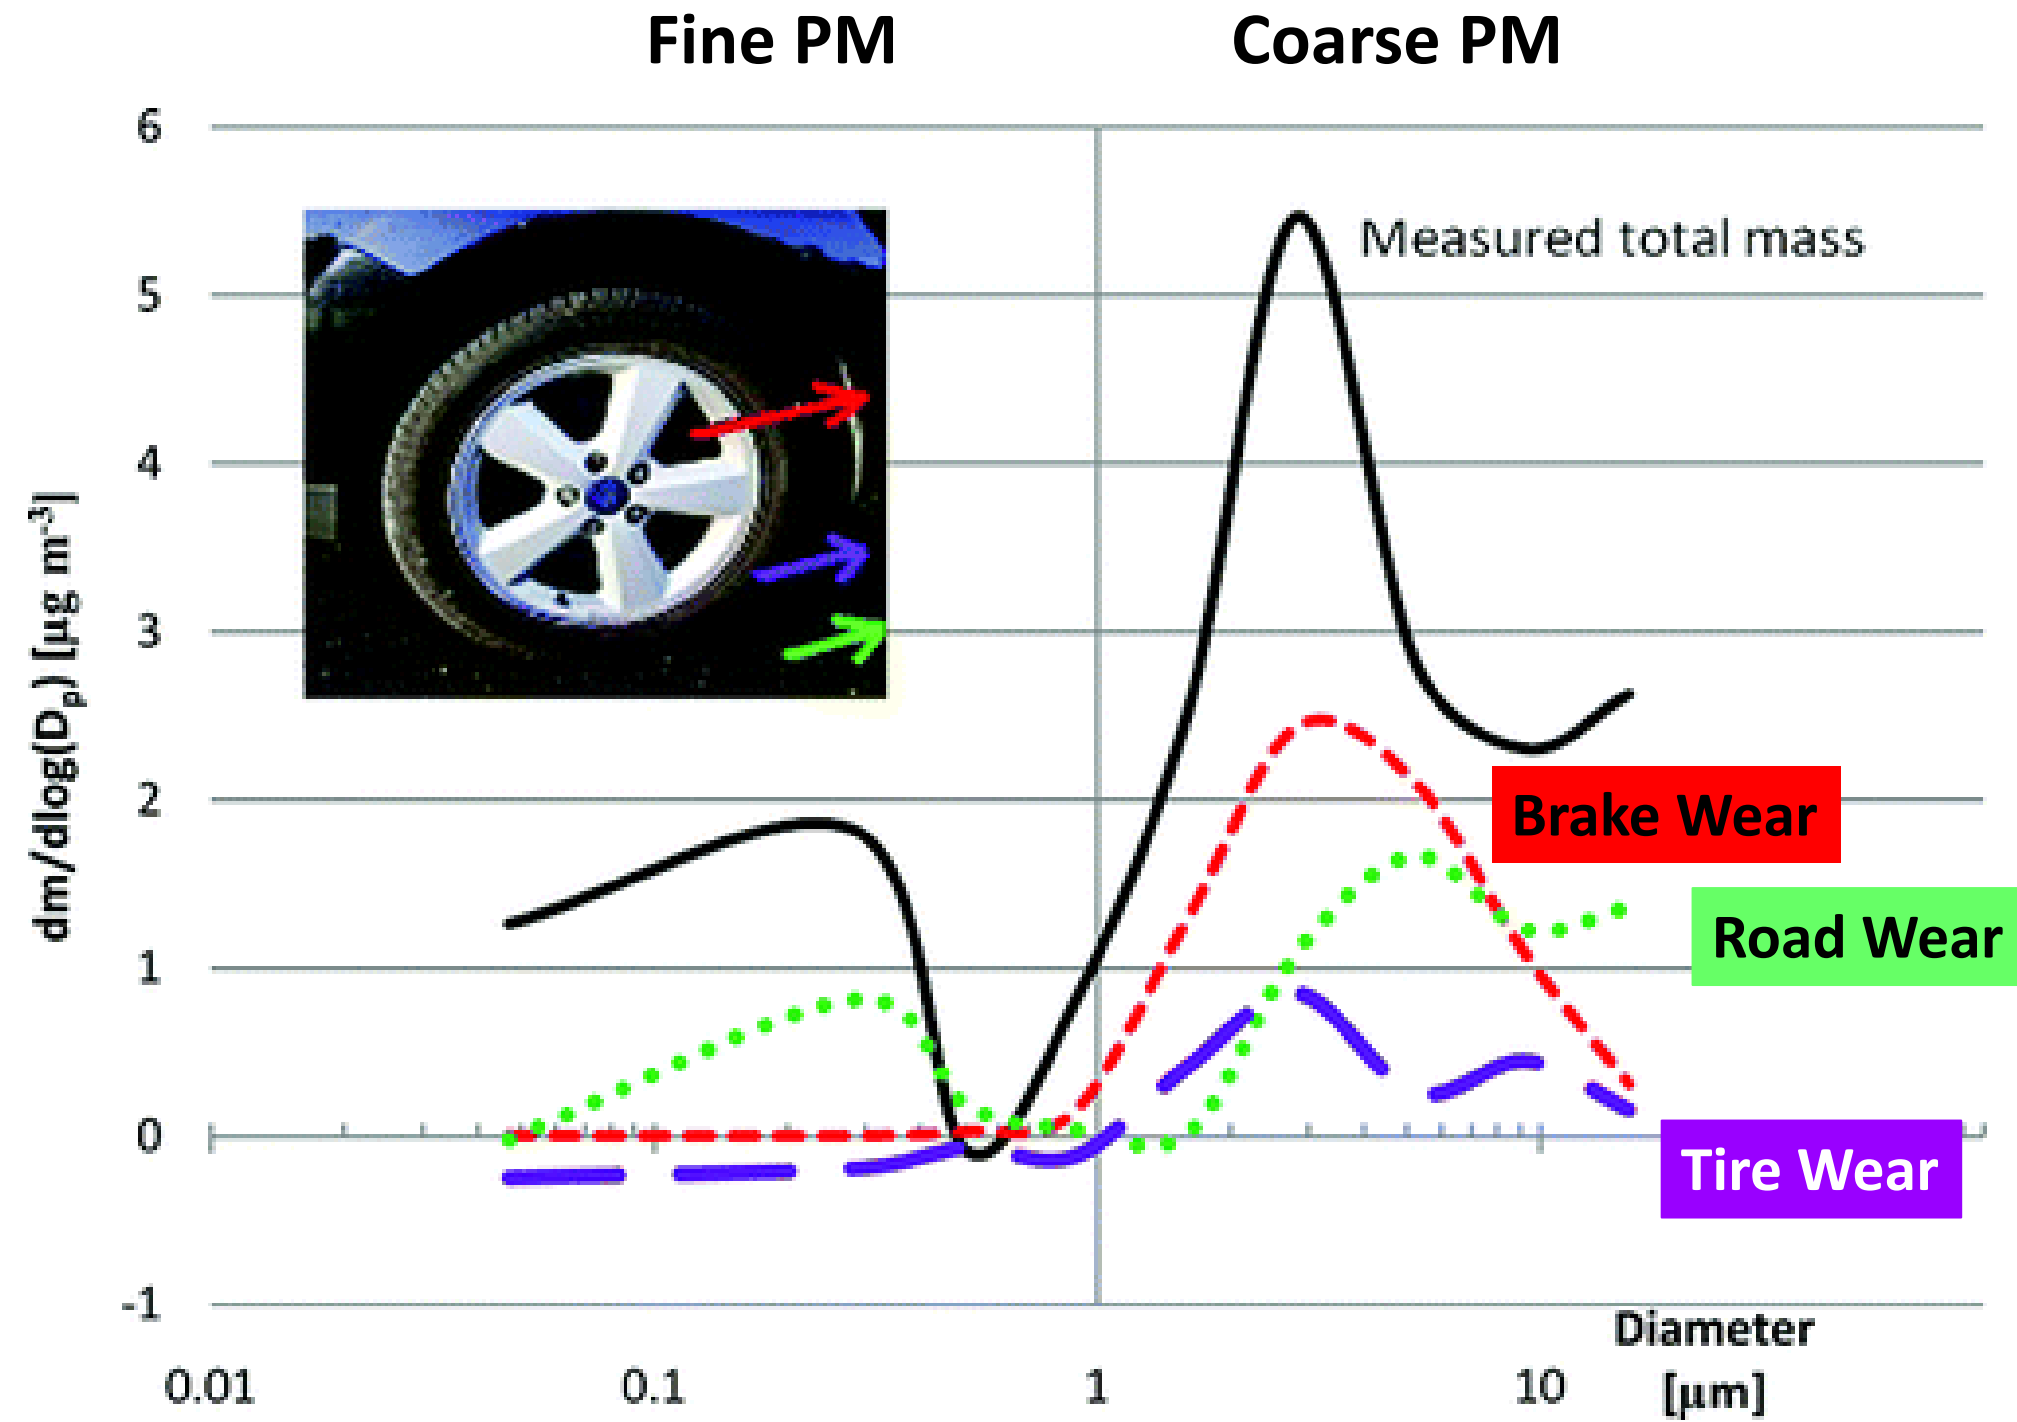 Fine PM
Coarse PM
6
5
4
3
2
1
0
-1
dm/dlog(Dp) [µg m-3]
Measured total mass
Brake Wear
Road Wear
Tire Wear
Diameter
[µm]
0.01
0.1
1
10